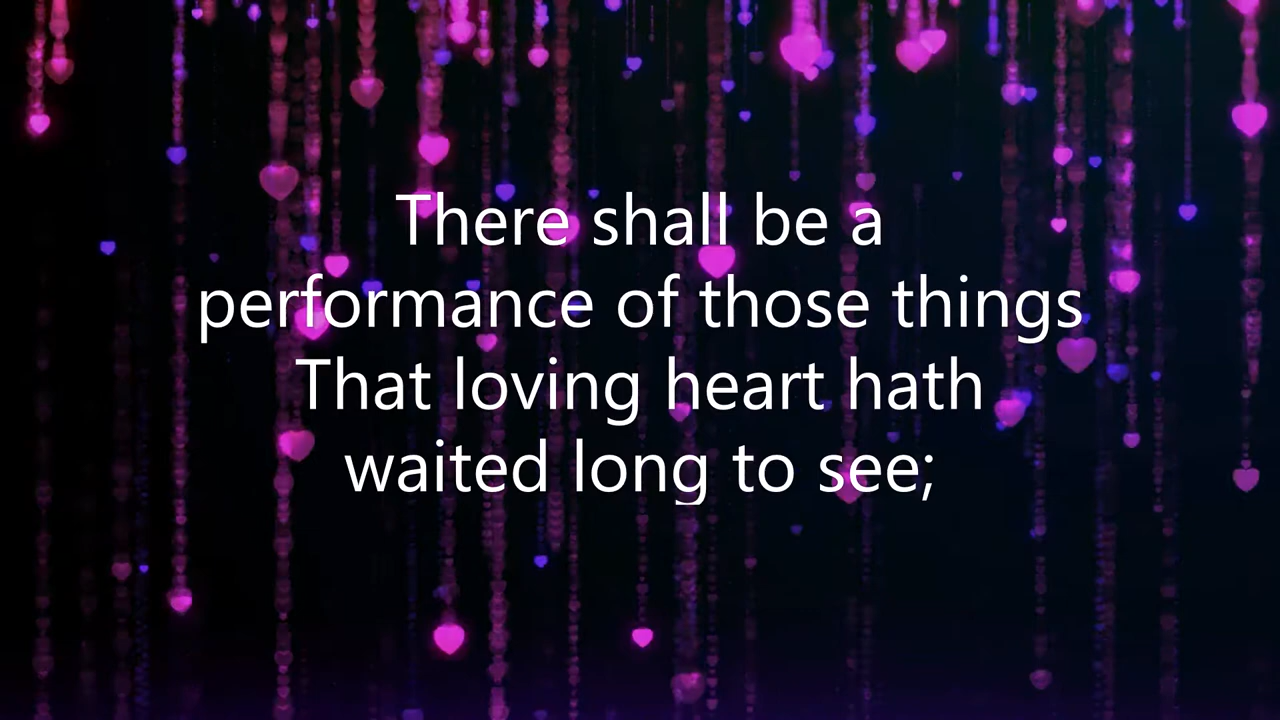 There shall be a
performance of those things
That loving heart hath
waited long to see;